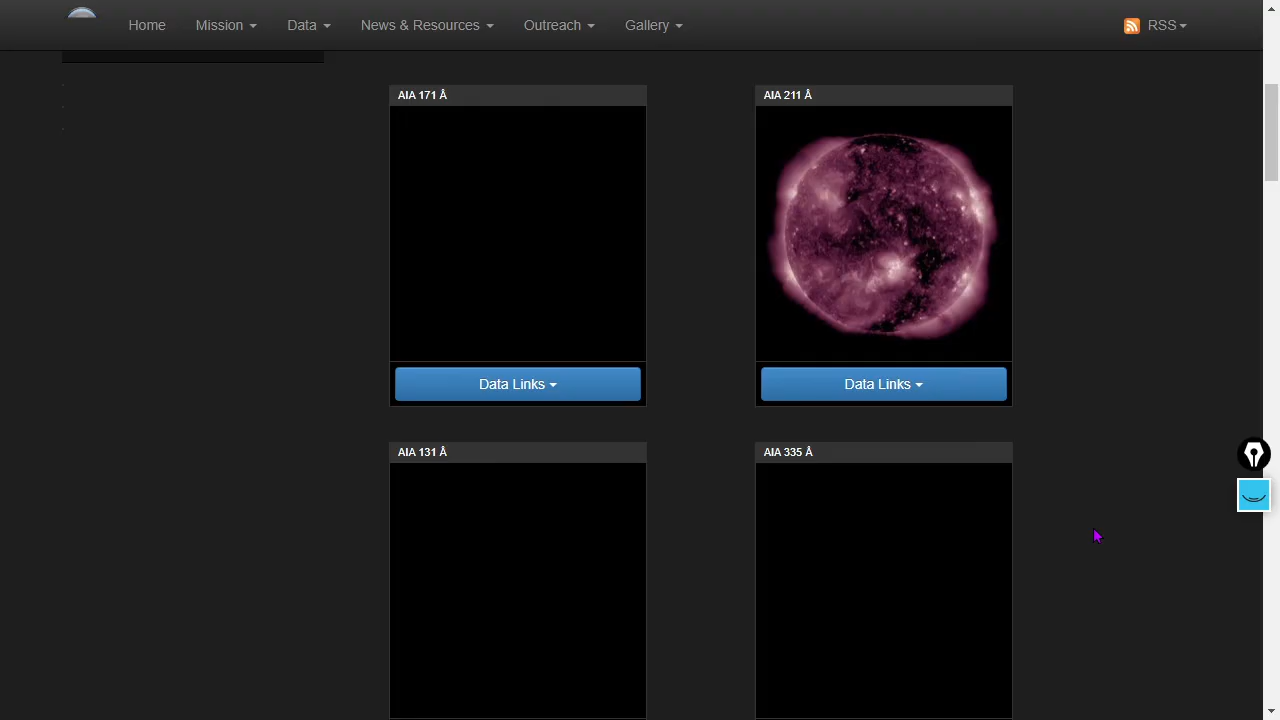 Home Mission Data News & Resources Outreach Gallery RSS
AIA 171 Å AIA 211 Å
Data Links Data Links
AIA 131 Å AIA 335 Å